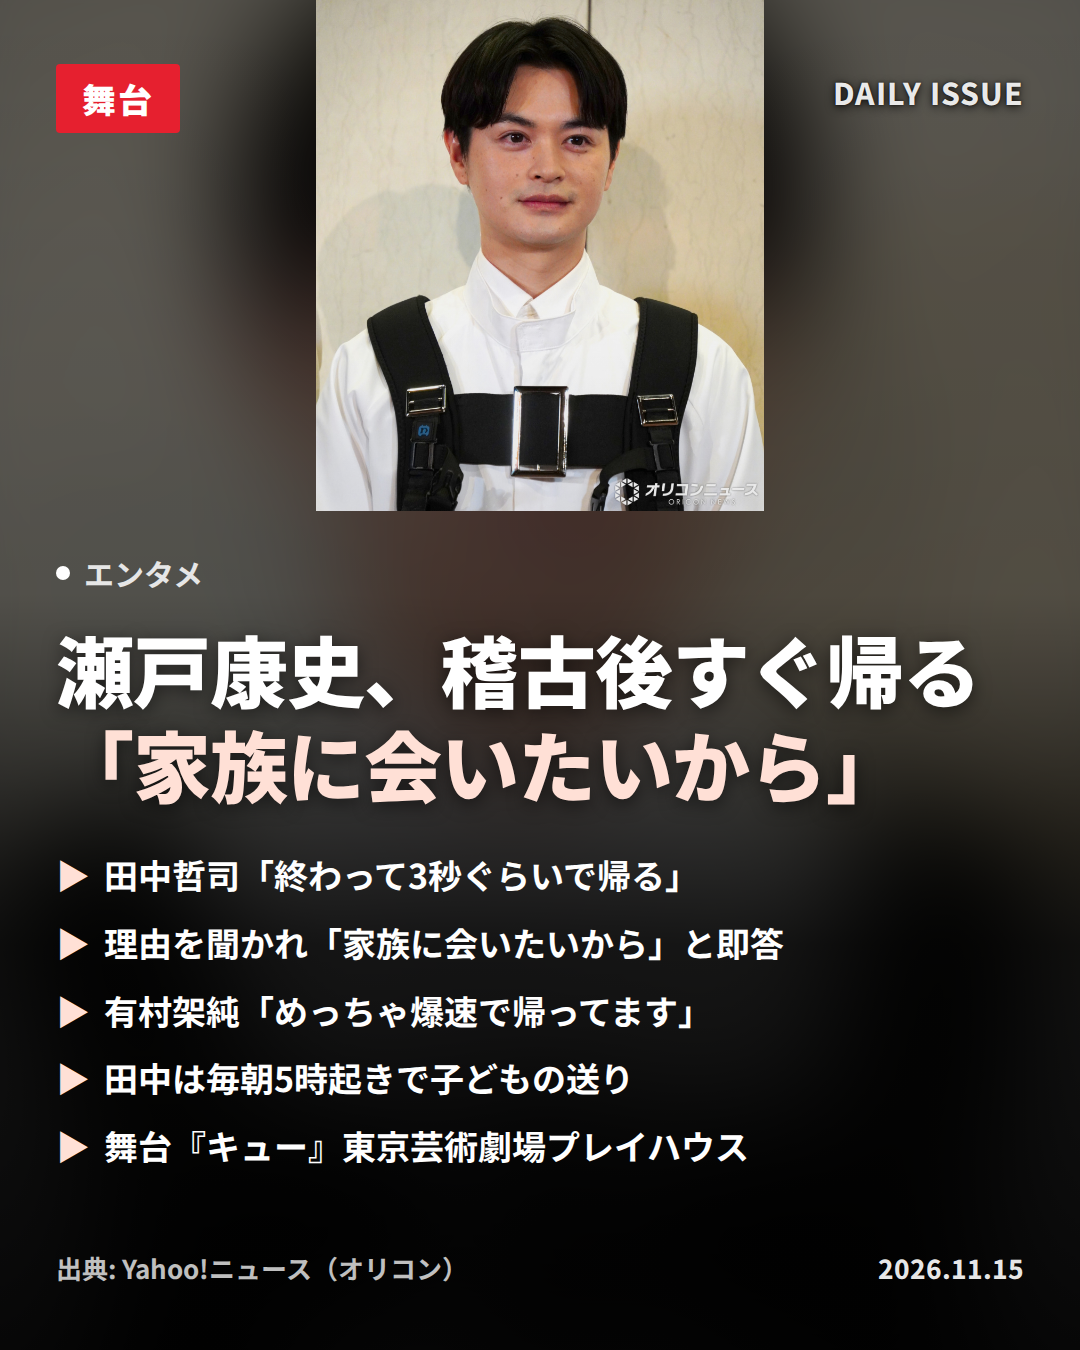 舞台
DAILY ISSUE
オリコンニュース
エンタメ
瀬戸康史、稽古後すぐ帰る
「家族に会いたいから」
▶ 田中哲司「終わって3秒ぐらいで帰る」
▶ 理由を聞かれ「家族に会いたいから」と即答
▶ 有村架純「めっちゃ爆速で帰ってます」
▶ 田中は毎朝5時起きで子どもの送り
▶ 舞台『キュー』東京芸術劇場プレイハウス
出典: Yahoo!ニュース（オリコン）
2026.11.15